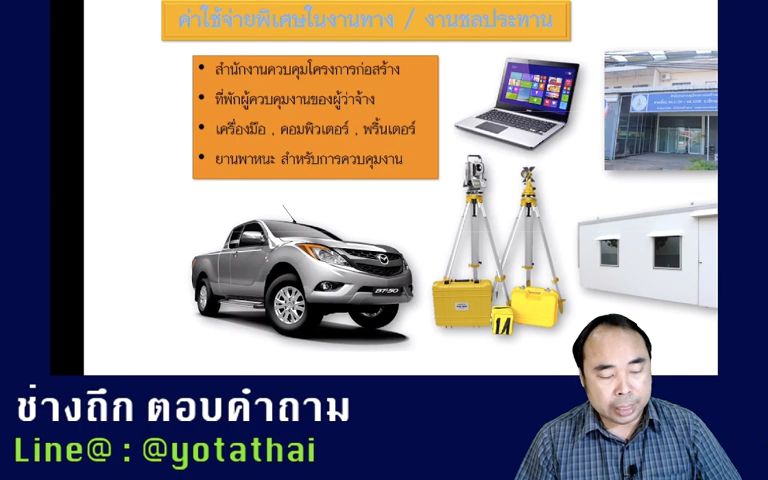 ค่าใช้จ่ายพิเศษในงานทาง / งานชลประทาน
• สำนักงานควบคุมโครงการก่อสร้าง
• ที่พักผู้ควบคุมงานของผู้ว่าจ้าง
• เครื่องมือ , คอมพิวเตอร์ , พริ้นเตอร์
• ยานพาหนะ สำหรับการควบคุมงาน
BT-50
ช่างถึก ตอบคำถาม
Line@ : @yotathai